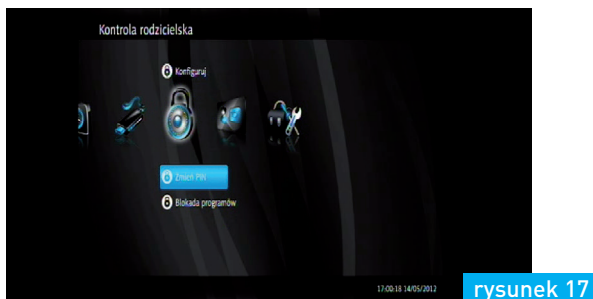 Kontrola rodzicielska
Konfiguruj
Zmień PIN
Blokada programów
17:00:18 14/05/2012
rysunek 17